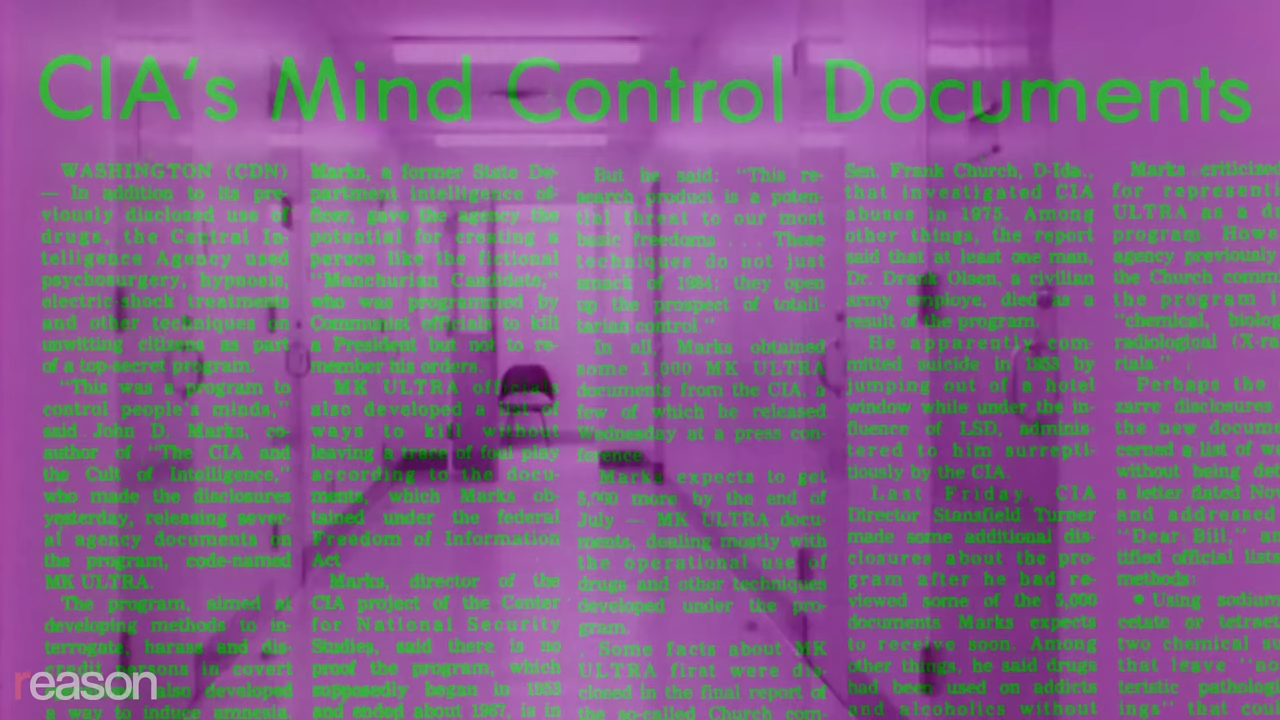 CIA's Mind Control Documents
WASHINGTON (CDN)
— In addition to its pre-
viously disclosed use of
drugs, the Central In-
telligence Agency used
psychosurgery, hypnosis,
electric-shock treatments
and other techniques on
unwitting citizens as part
of a top-secret program.
"This was a program to
control people's minds,"
said John D. Marks, co-
author of "The CIA and
the Cult of Intelligence,"
who made the disclosures
yesterday, releasing sever-
al agency documents on
the program, code-named
MK ULTRA.
The program, aimed at
developing methods to in-
terrogate, harass and dis-
credit persons in covert
also developed
a way to induce amnesia.
Marks, a former State De-
partment intelligence of-
ficer, gave the agency the
potential for creating a
person like the fictional
"Manchurian Candidate,"
who was programmed by
Communist officials to kill
a President but not to re-
member his orders.
MK ULTRA officials
also developed a list of
ways to kill without
leaving a trace of foul play
according to the docu-
ments, which Marks ob-
tained under the federal
Freedom of Information
Act
Marks, director of the
CIA project of the Center
for National Security
Studies, said there is no
proof the program, which
supposedly began in 1953
and ended about 1967, is in
But he said: "This re-
search product is a poten-
tial threat to our most
basic freedoms . . . These
techniques do not just
smack of 1984; they open
up the prospect of totali-
tarian control."
In all, Marks obtained
some 1,000 MK ULTRA
documents from the CIA, a
few of which he released
Wednesday at a press con-
ference.
Marks expects to get
5,000 more by the end of
July — MK ULTRA docu-
ments, dealing mostly with
the operational use of
drugs and other techniques
developed under the pro-
gram.
Some facts about MK
ULTRA first were dis-
closed in the final report of
the so-called Church com-
Sen. Frank Church, D-Ida.,
that investigated CIA
abuses in 1975. Among
other things, the report
said that at least one man,
Dr. Drank Olsen, a civilian
army employe, died as a
result of the program.
He apparently com-
mitted suicide in 1953 by
jumping out of a hotel
window while under the in-
fluence of LSD, adminis-
tered to him surrepti-
tiously by the CIA.
Last Friday, CIA
Director Stansfield Turner
made some additional dis-
closures about the pro-
gram after he had re-
viewed some of the 5,000
documents Marks expects
to receive soon. Among
other things, he said drugs
had been used on addicts
and alcoholics without
Marks criticised
for representi
ULTRA as a d
program. Howe
agency previously
the Church comm
the program i
"chemical, biolog
radiological (X-ra
rials."
Perhaps the
zarre disclosures
the new docume
cerned a list of w
without being det
a letter dated Nov
and addressed
"Dear Bill," an
tified official liste
methods:
• Using sodium
cetate or tetraet
two chemical su
that leave "no
teristic pathologi
ings" that coul
reason